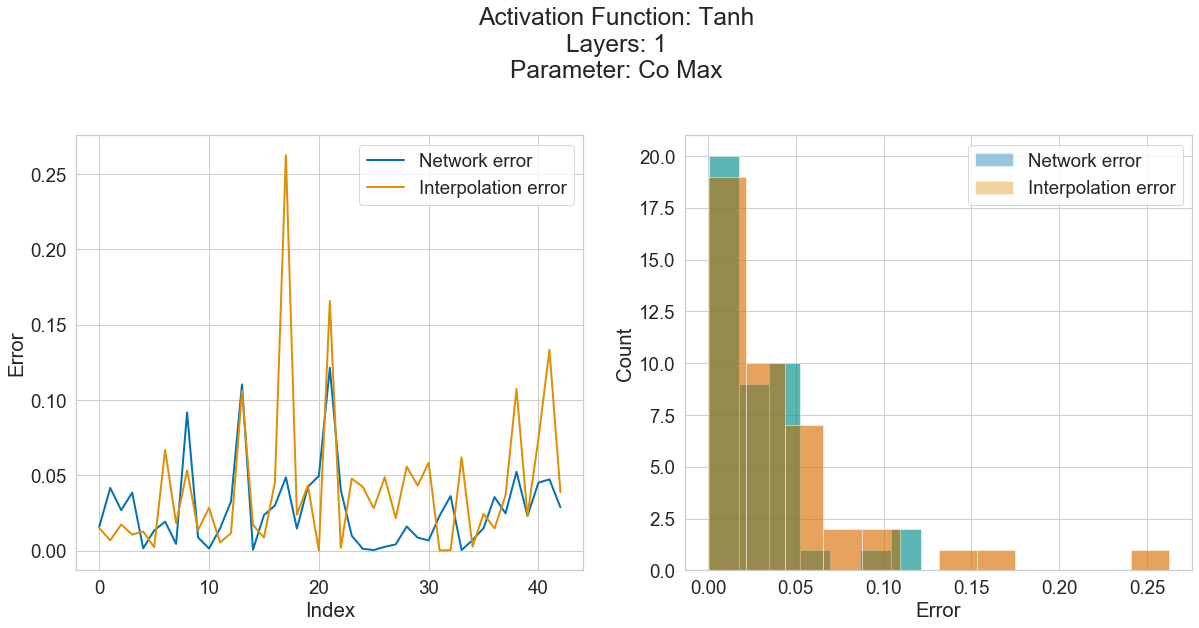 Activation Function: Tanh
Layers: 1
Parameter: Co Max
Network error
Interpolation error
0.25
0.20
0.15
0.10
0.05
0.00
Error
0
10
20
30
40
Index
Network error
Interpolation error
20.0
17.5
15.0
12.5
10.0
7.5
5.0
2.5
0.0
Count
0.00
0.05
0.10
0.15
0.20
0.25
Error